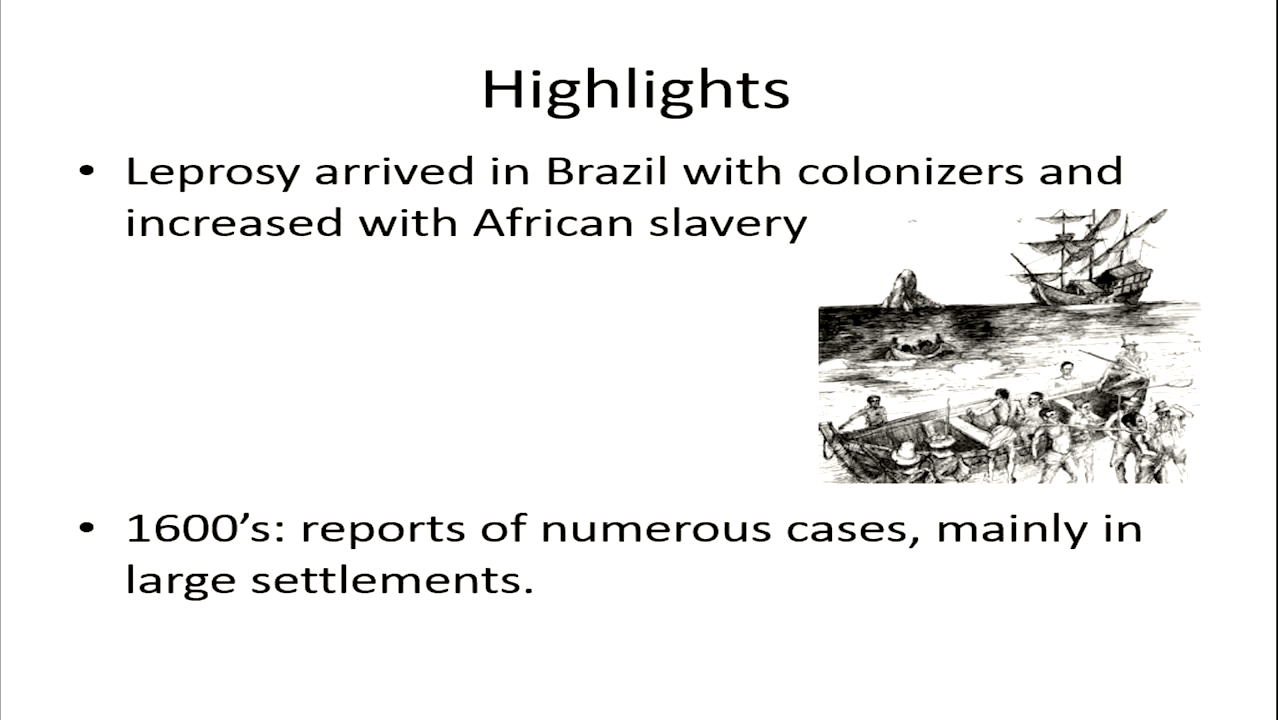 Highlights
• Leprosy arrived in Brazil with colonizers and
increased with African slavery
• 1600’s: reports of numerous cases, mainly in
large settlements.